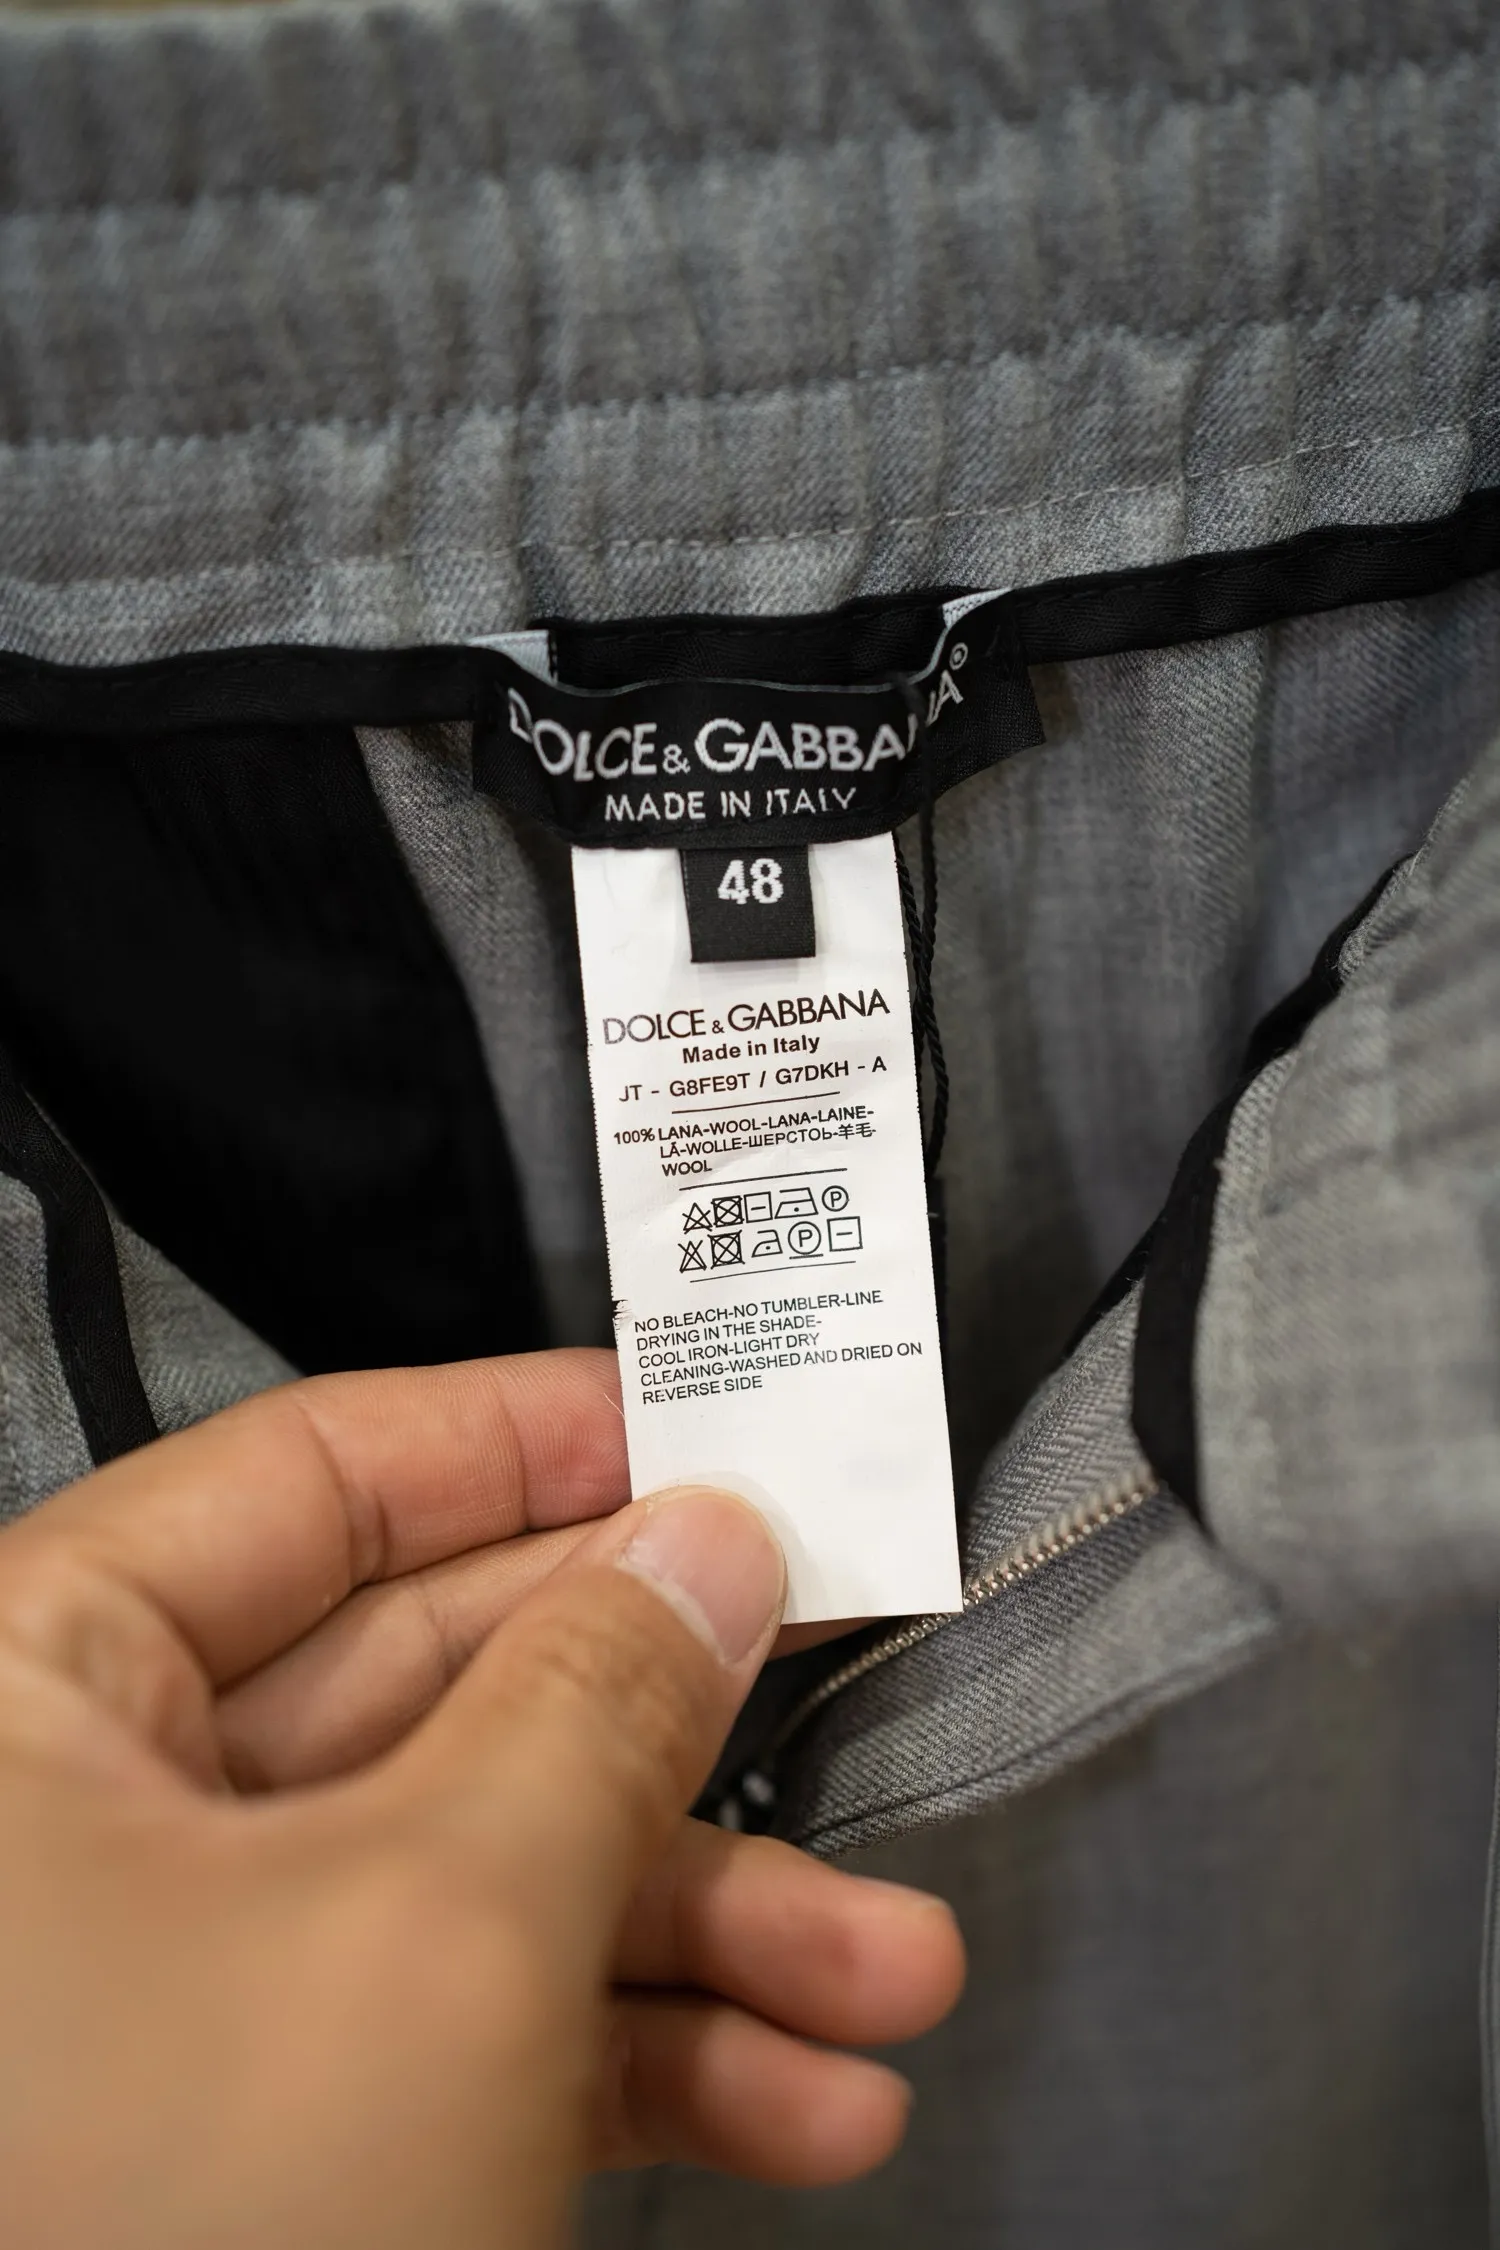 DOLCE & GABBANA®
MADE IN ITALY
48
DOLCE & GABBANA
Made in Italy
JT - G8FE9T / G7DKH - A
100% LANA-WOOL-LANA-LAINE-
LÃ-WOLLE-ШЕРСТОЬ-羊毛-
WOOL
P
P
NO BLEACH-NO TUMBLER-LINE
DRYING IN THE SHADE-
COOL IRON-LIGHT DRY
CLEANING-WASHED AND DRIED ON
REVERSE SIDE